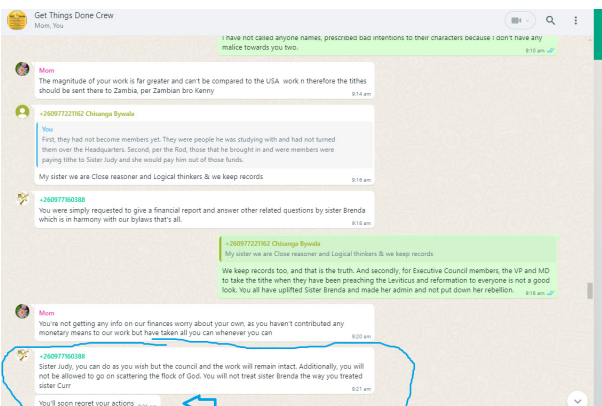 Get Things Done Crew
Mom, You
I have not called anyone names, prescribed bad intentions to their characters because I don't have any
malice towards you two.
9:10 am
Mom
The magnitude of your work is far greater and can't be compared to the USA work n therefore the tithes
should be sent there to Zambia, per Zambian bro Kenny
9:14 am
+260977221162 Chisanga Bywala
You
First, they had not become members yet. They were people he was studying with and had not turned
them over the Headquarters. Second, per the Rod, those that he brought in and were members were
paying tithe to Sister Judy and she would pay him out of those funds.
My sister we are Close reasoner and Logical thinkers & we keep records
9:16 am
+260977160388
You were simply requested to give a financial report and answer other related questions by sister Brenda
which is in harmony with our bylaws that's all.
9:16 am
+260977221162 Chisanga Bywala
My sister we are Close reasoner and Logical thinkers & we keep records
We keep records too, and that is the truth. And secondly, for Executive Council members, the VP and MD
to take the tithe when they have been preaching the Leviticus and reformation to everyone is not a good
look. You all have uplifted Sister Brenda and made her admin and not put down her rebellion.
9:18 am
Mom
You're not getting any info on our finances worry about your own, as you haven't contributed any
monetary means to our work but have taken all you can whenever you can
9:20 am
+260977160388
Sister Judy, you can do as you wish but the council and the work will remain intact. Additionally, you will
not be allowed to go on scattering the flock of God. You will not treat sister Brenda the way you treated
sister Curr
9:21 am
You'll soon regret your actions